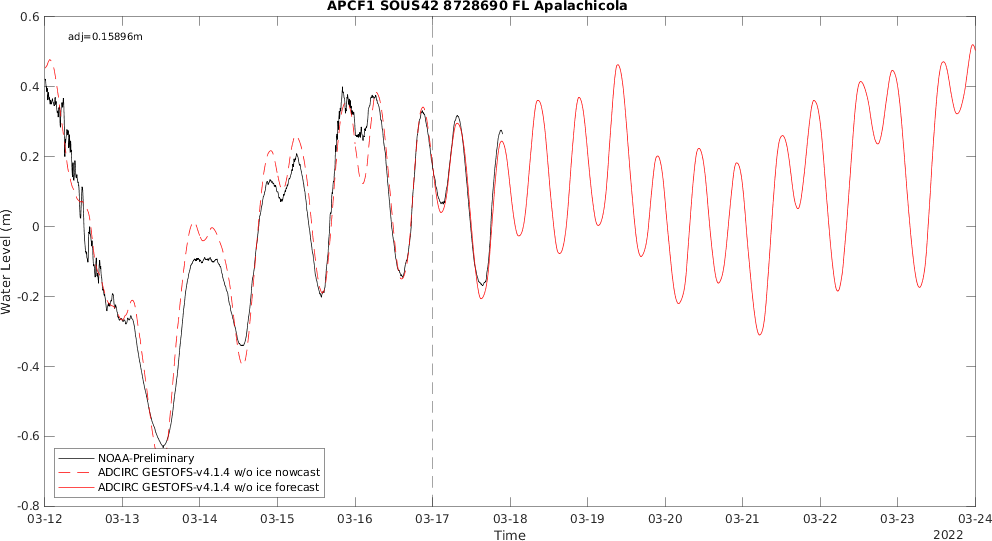 APCF1 SOUS42 8728690 FL Apalachicola
adj=0.15896m
0.6
0.4
0.2
0
-0.2
-0.4
-0.6
-0.8
Water Level (m)
NOAA-Preliminary
ADCIRC GESTOFS-v4.1.4 w/o ice nowcast
ADCIRC GESTOFS-v4.1.4 w/o ice forecast
03-12 03-13 03-14 03-15 03-16 03-17 03-18 03-19 03-20 03-21 03-22 03-23 03-24
Time
2022